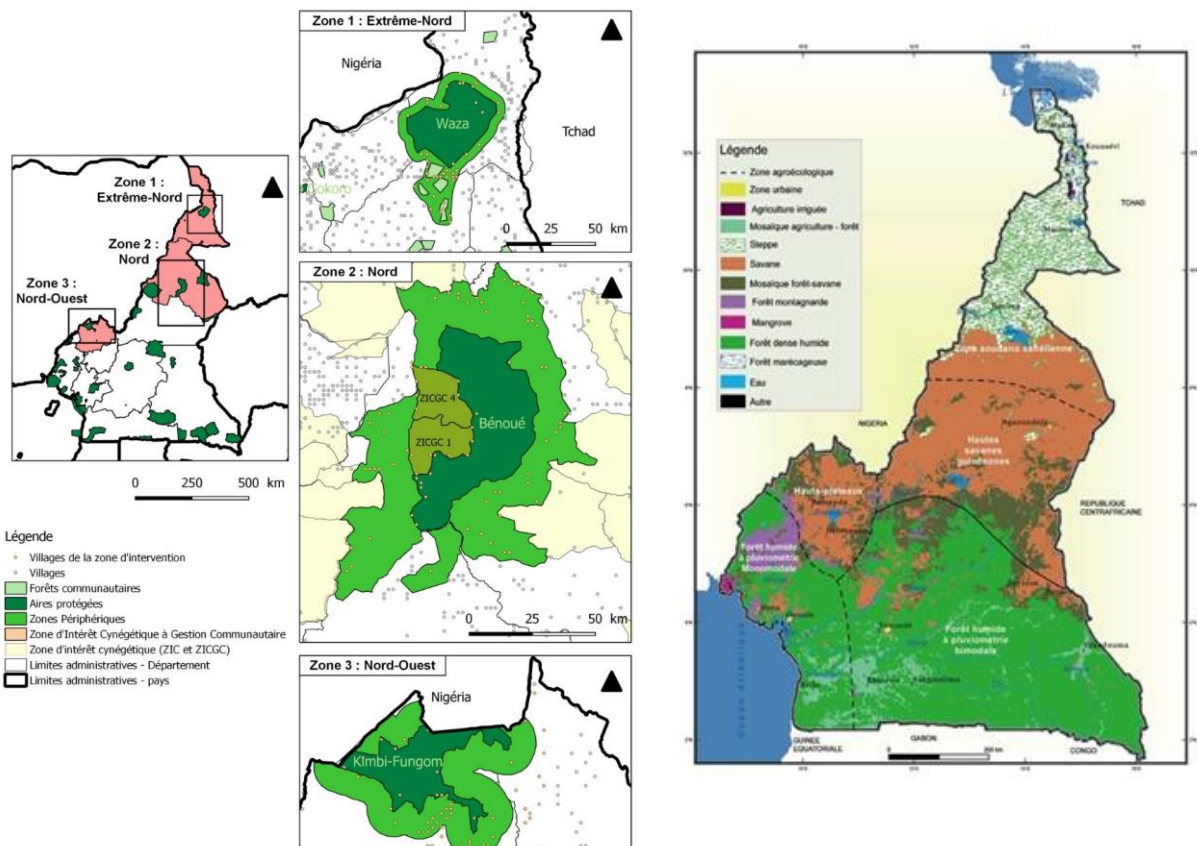 Zone 1 :
Extrême-Nord
Zone 2 :
Nord
Zone 3 :
Nord-Ouest
0 250 500 km
Légende
Villages de la zone d'intervention
Villages
Forêts communautaires
Aires protégées
Zones Périphériques
Zone d'Intérêt Cynégétique à Gestion Communautaire
Zone d'intérêt cynégétique (ZIC et ZICGC)
Limites administratives - Département
Limites administratives - pays
Zone 1 : Extrême-Nord
Nigéria
Waza
Tchad
0 25 50 km
Zone 2 : Nord
ZICGC 4
ZICGC 1
Bénoué
0 25 50 km
Zone 3 : Nord-Ouest
Nigéria
Kimbi-Fungom
Légende
Zone agroécologique
Zone urbaine
Agriculture irriguée
Mosaïque agriculture - forêt
Steppe
Savane
Mosaïque forêt-savane
Forêt montagnarde
Mangrove
Forêt dense humide
Forêt marécageuse
Eau
Autre
TCHAD
NIGERIA
Hautes
savanes
guinéennes
Hauts-plateaux
REPUBLIQUE
CENTRAFRICAINE
Forêt humide
à pluviométrie
Monomodale
Forêt humide
à pluviométrie
bimodale
GUINEE
EQUATORIALE
GABON
CONGO
0 200 km